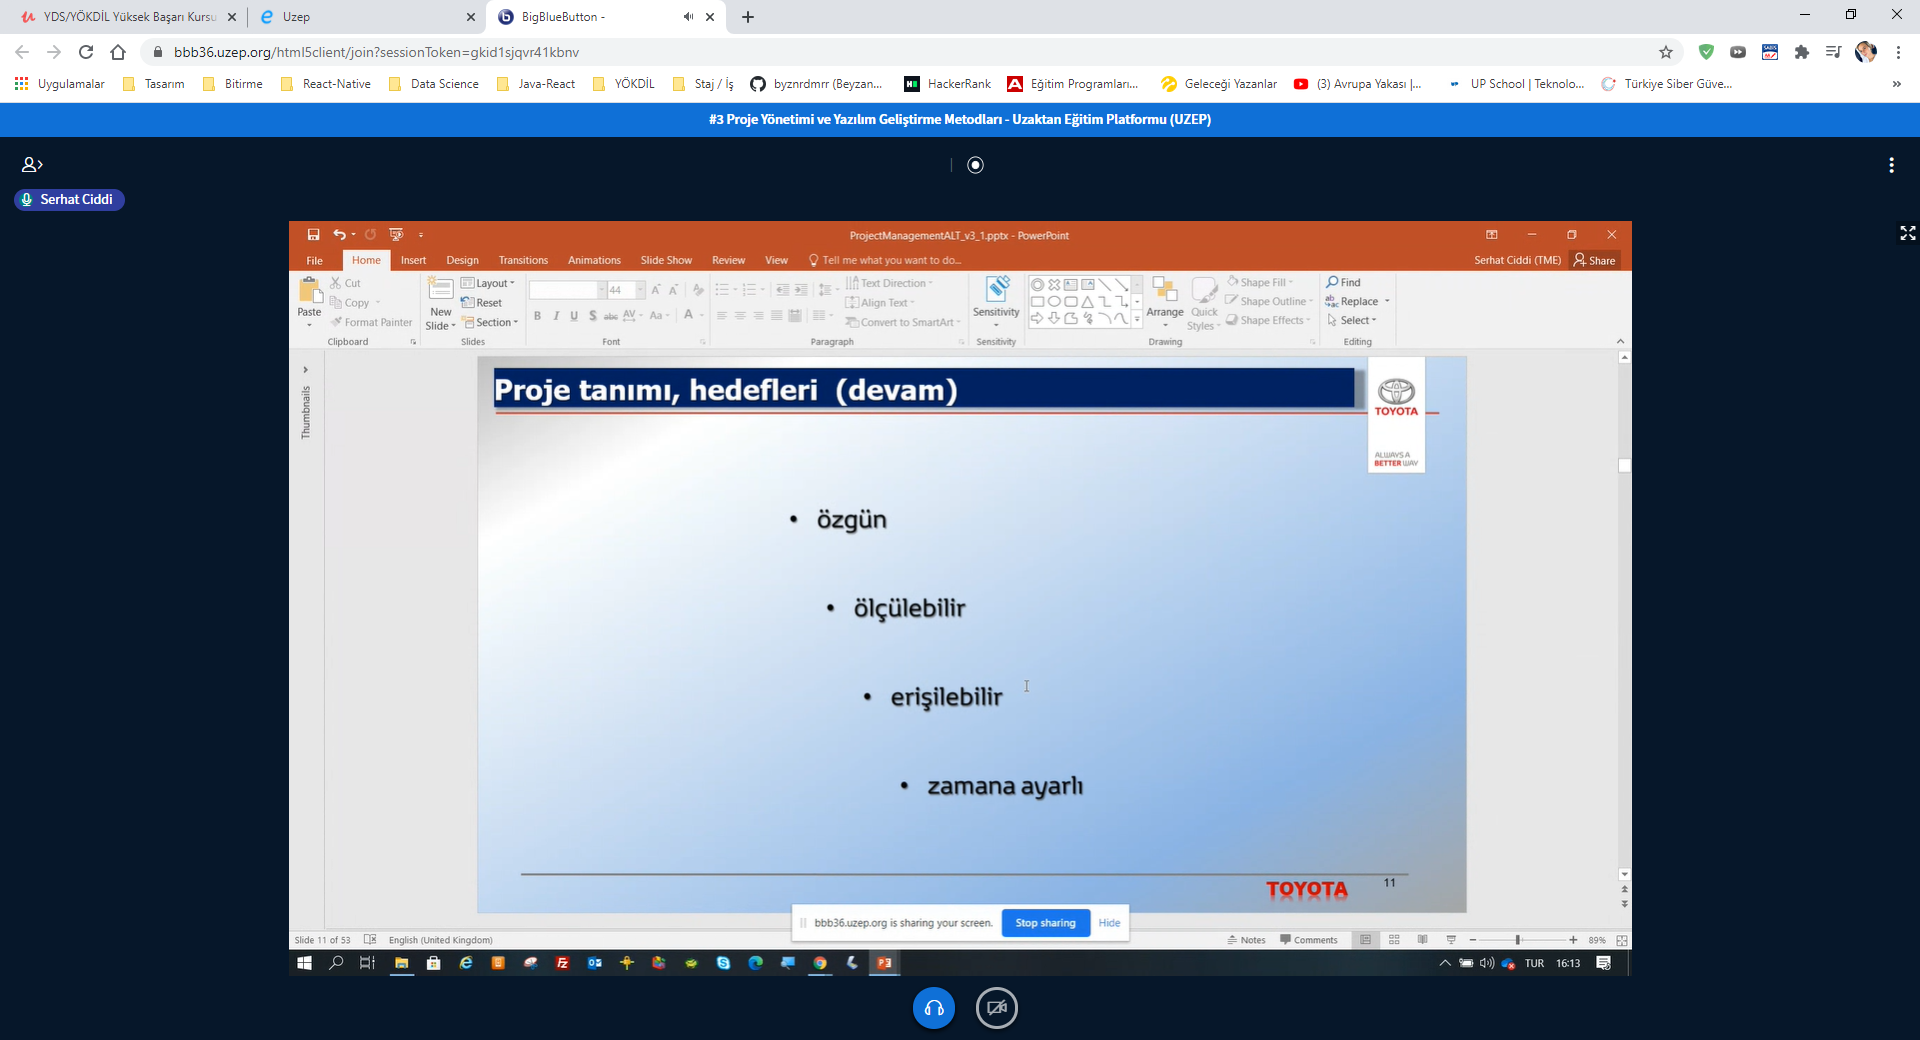 YDS/YÖKDİL Yüksek Başarı Kursu
Uzep
BigBlueButton -
bbb36.uzep.org/html5client/join?sessionToken=gkid1sjqvr41kbnv
Uygulamalar
Tasarım
Bitirme
React-Native
Data Science
Java-React
YÖKDİL
Staj / İş
byznrdmrr (Beyzan...
HackerRank
Eğitim Programları...
Geleceği Yazanlar
(3) Avrupa Yakası |...
UP School | Teknolo...
Türkiye Siber Güve...
#3 Proje Yönetimi ve Yazılım Geliştirme Metodları - Uzaktan Eğitim Platformu (UZEP)
Serhat Ciddi
ProjectManagementALT_v3_1.pptx - PowerPoint
File Home Insert Design Transitions Animations Slide Show Review View Tell me what you want to do...
Serhat Ciddi (TME) Share
Paste
Cut
Copy
Format Painter
Clipboard
New Slide
Layout
Reset
Section
Slides
44
B I U S abc AV Aa A
Font
Text Direction
Align Text
Convert to SmartArt
Paragraph
Sensitivity
Sensitivity
Arrange
Quick Styles
Shape Fill
Shape Outline
Shape Effects
Drawing
Find
Replace
Select
Editing
Thumbnails
Proje tanımı, hedefleri (devam)
TOYOTA
ALWAYS A
BETTER WAY
• özgün
• ölçülebilir
• erişilebilir
• zamana ayarlı
TOYOTA
11
bbb36.uzep.org is sharing your screen.
Stop sharing
Hide
Slide 11 of 53
English (United Kingdom)
Notes
Comments
89%
TUR
16:13